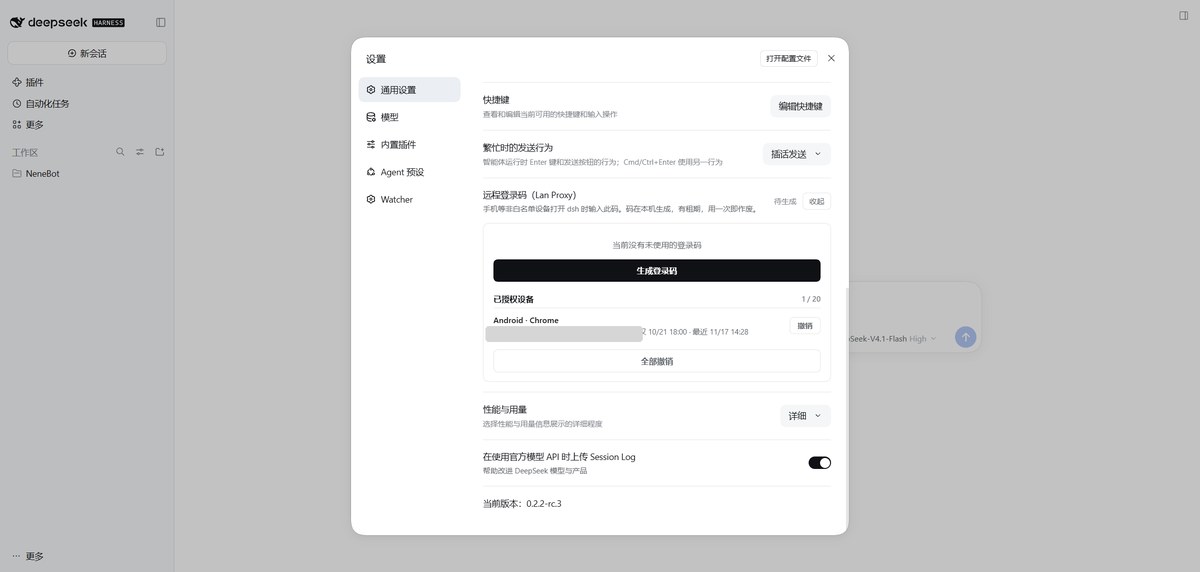 deepseek HARNESS
新会话
插件
自动化任务
更多
工作区
NeneBot
更多
设置
打开配置文件
通用设置
模型
内置插件
Agent 预设
Watcher
快捷键
查看和编辑当前可用的快捷键和输入操作
编辑快捷键
繁忙时的发送行为
智能体运行时 Enter 键和发送按钮的行为；Cmd/Ctrl+Enter 使用另一行为
插话发送
远程登录码（Lan Proxy）
手机等非白名单设备打开 dsh 时输入此码。码在本机生成，有租期，用一次即作废。
待生成
收起
当前没有未使用的登录码
生成登录码
已授权设备
1 / 20
Android · Chrome
10/21 18:00 · 最近 11/17 14:28
撤销
全部撤销
性能与用量
选择性能与用量信息展示的详细程度
详细
在使用官方模型 API 时上传 Session Log
帮助改进 DeepSeek 模型与产品
当前版本：0.2.2-rc.3
Seek-V4.1-Flash High